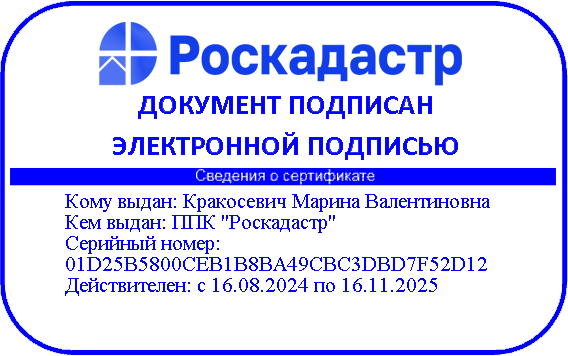 Роскадастр
ДОКУМЕНТ ПОДПИСАН
ЭЛЕКТРОННОЙ ПОДПИСЬЮ
Сведения о сертификате
Кому выдан: Кракосевич Марина Валентиновна
Кем выдан: ППК "Роскадастр"
Серийный номер:
01D25B5800CEB1B8BA49CBC3DBD7F52D12
Действителен: с 16.08.2024 по 16.11.2025